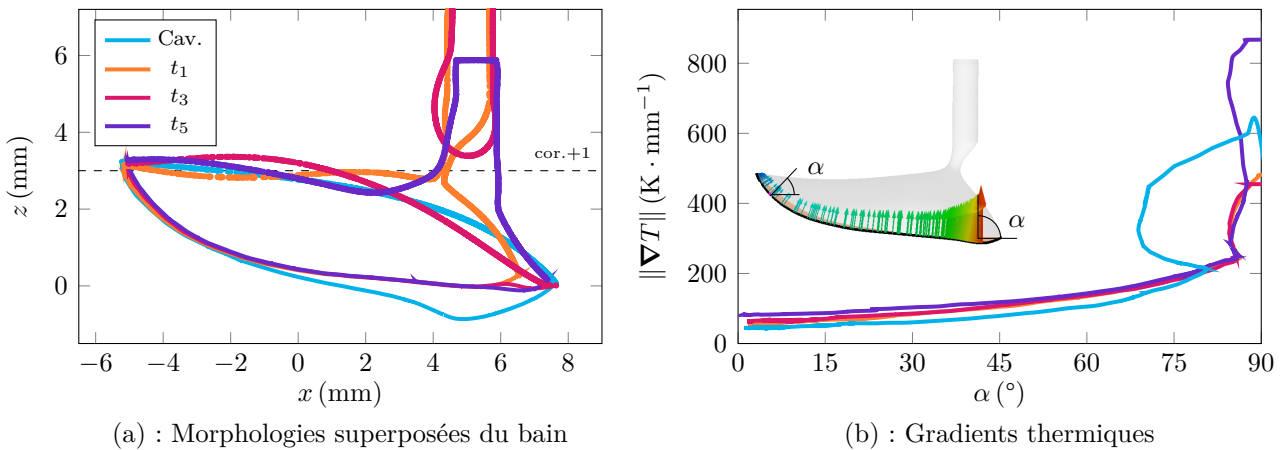 Cav.
t₁
t₃
t₅
cor.+1
z (mm)
6
4
2
0
−6 −4 −2 0 2 4 6 8
x (mm)
(a) : Morphologies superposées du bain
‖∇T‖ (K · mm⁻¹)
800
600
400
200
0
α
α
0 15 30 45 60 75 90
α (°)
(b) : Gradients thermiques